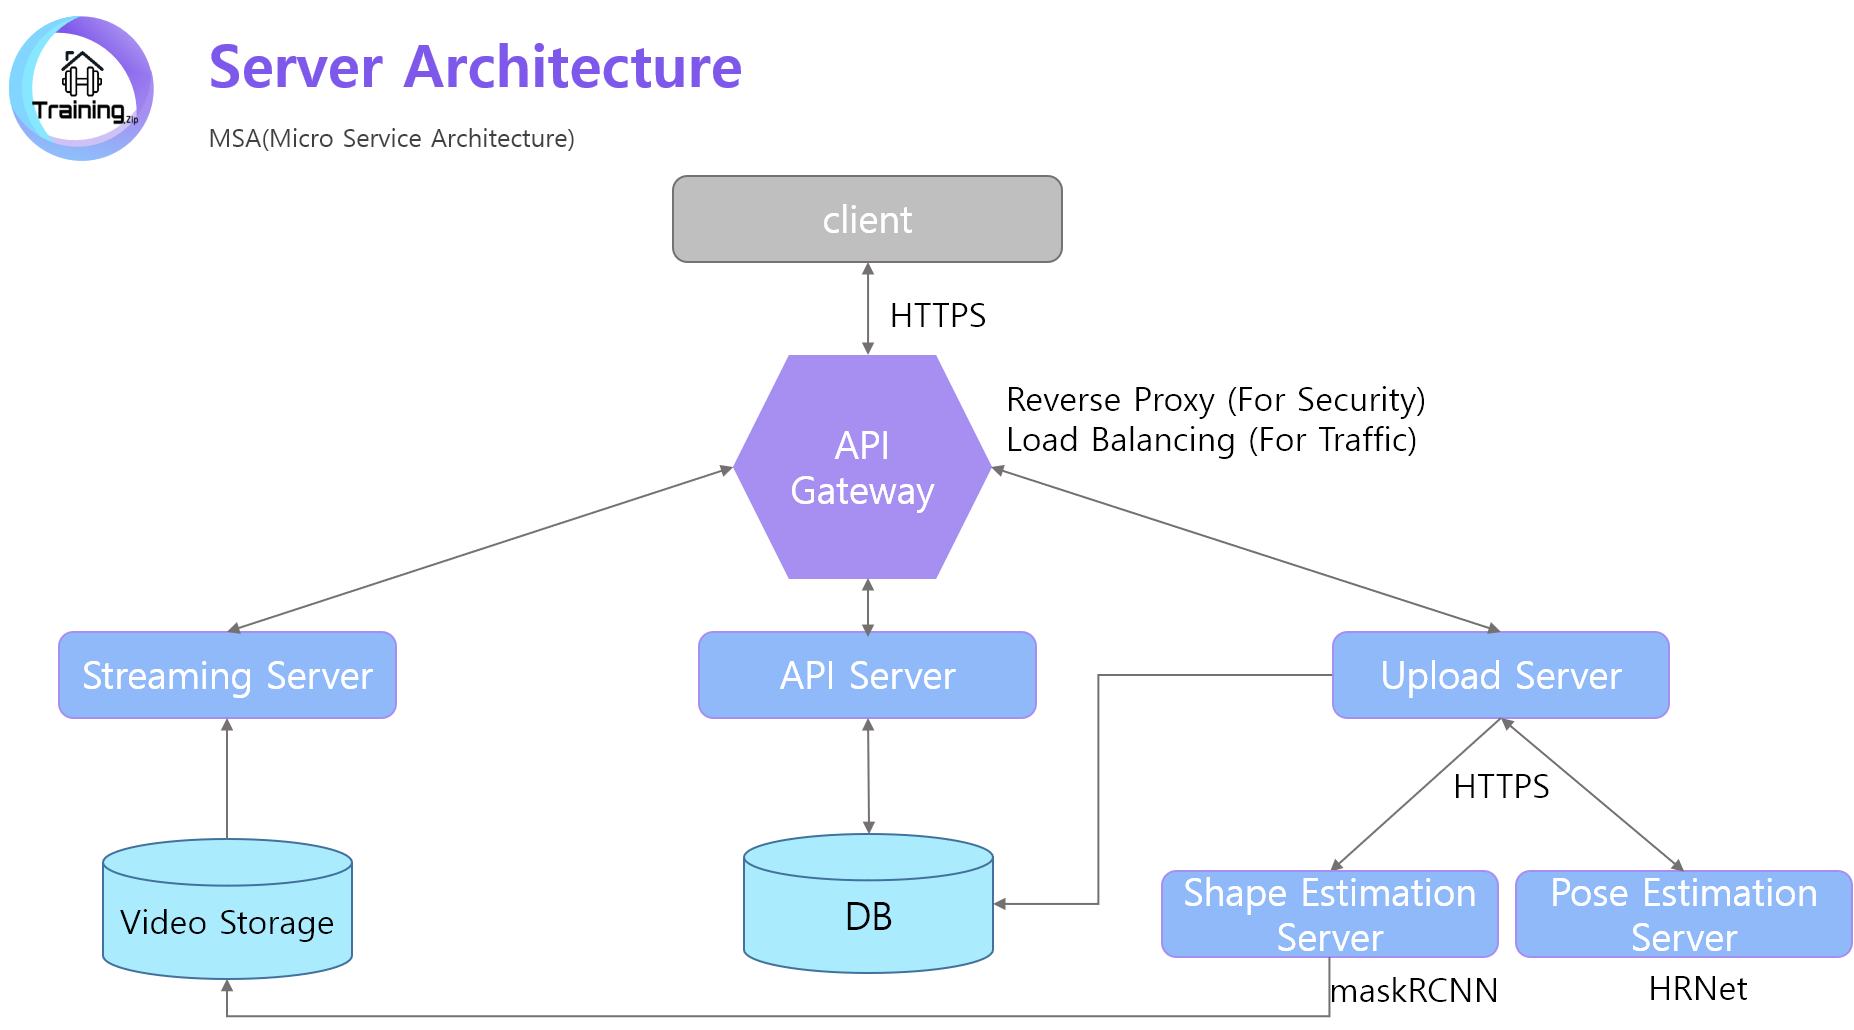 Training.Zip
Server Architecture
MSA(Micro Service Architecture)
client
HTTPS
Reverse Proxy (For Security)
Load Balancing (For Traffic)
API
Gateway
Streaming Server
API Server
Upload Server
HTTPS
Video Storage
DB
Shape Estimation
Server
Pose Estimation
Server
maskRCNN
HRNet